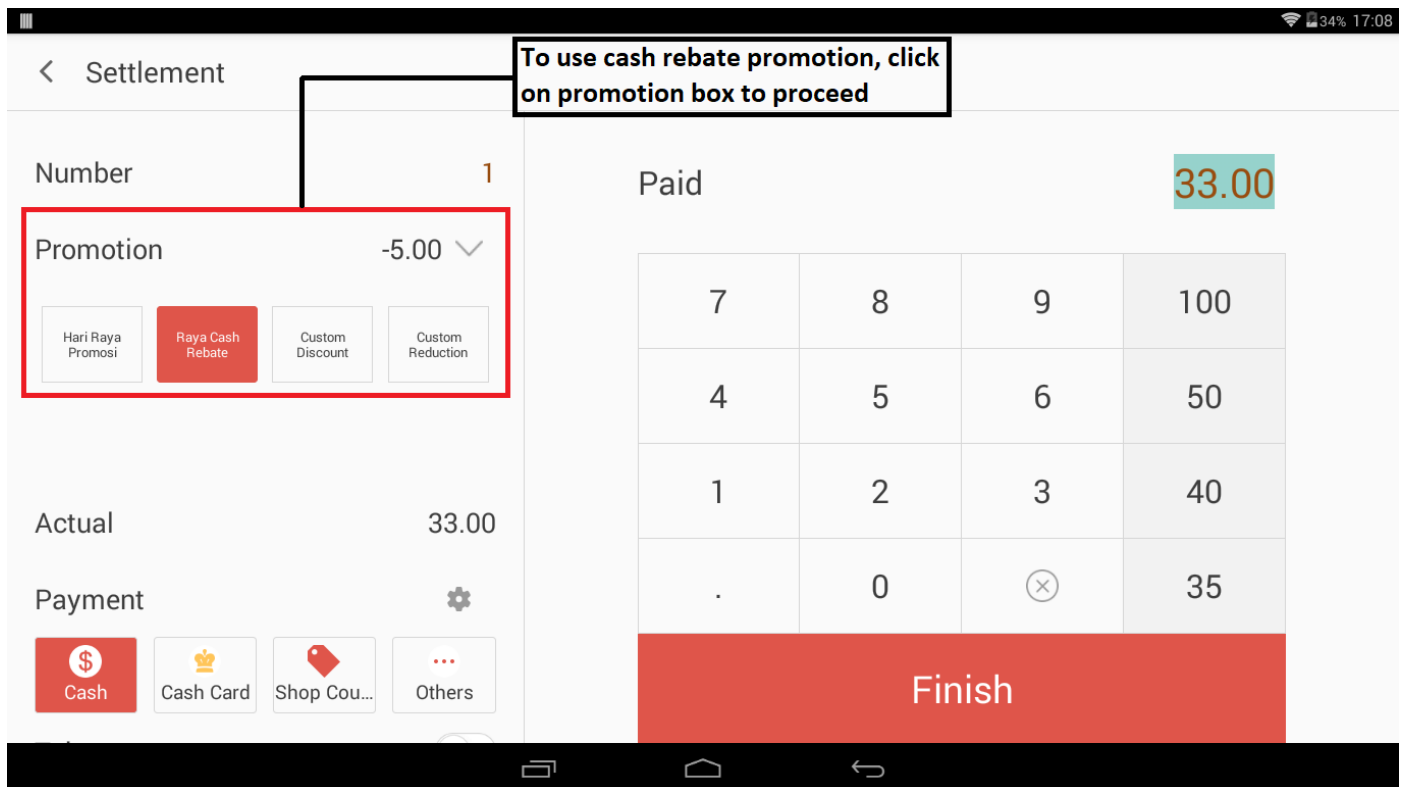 34% 17:08
To use cash rebate promotion, click
on promotion box to proceed
Settlement
Number 1
Promotion -5.00
Hari Raya
Promosi
Raya Cash
Rebate
Custom
Discount
Custom
Reduction
Actual 33.00
Payment
$
Cash
Cash Card
Shop Cou...
Others
Paid 33.00
7 8 9 100
4 5 6 50
1 2 3 40
. 0 35
Finish